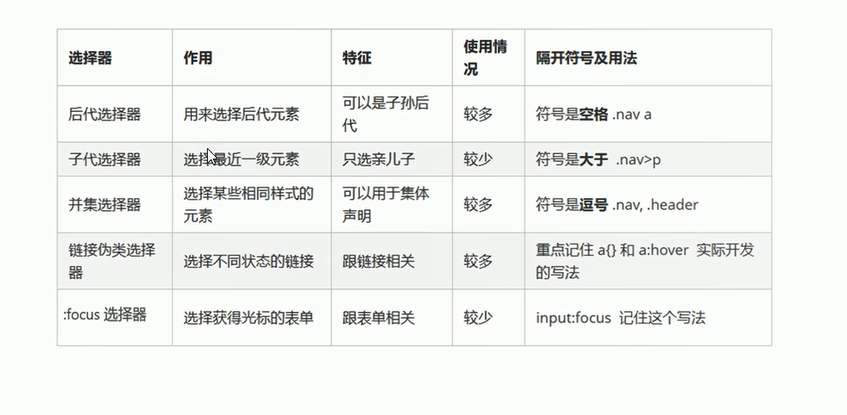 选择器 作用 特征 使用情况 隔开符号及用法
后代选择器 用来选择后代元素 可以是子孙后代 较多 符号是空格 .nav a
子代选择器 选择最近一级元素 只选亲儿子 较少 符号是大于 .nav>p
并集选择器 选择某些相同样式的元素 可以用于集体声明 较多 符号是逗号 .nav, .header
链接伪类选择器 选择不同状态的链接 跟链接相关 较多 重点记住 a{} 和 a:hover 实际开发的写法
:focus 选择器 选择获得光标的表单 跟表单相关 较少 input:focus 记住这个写法